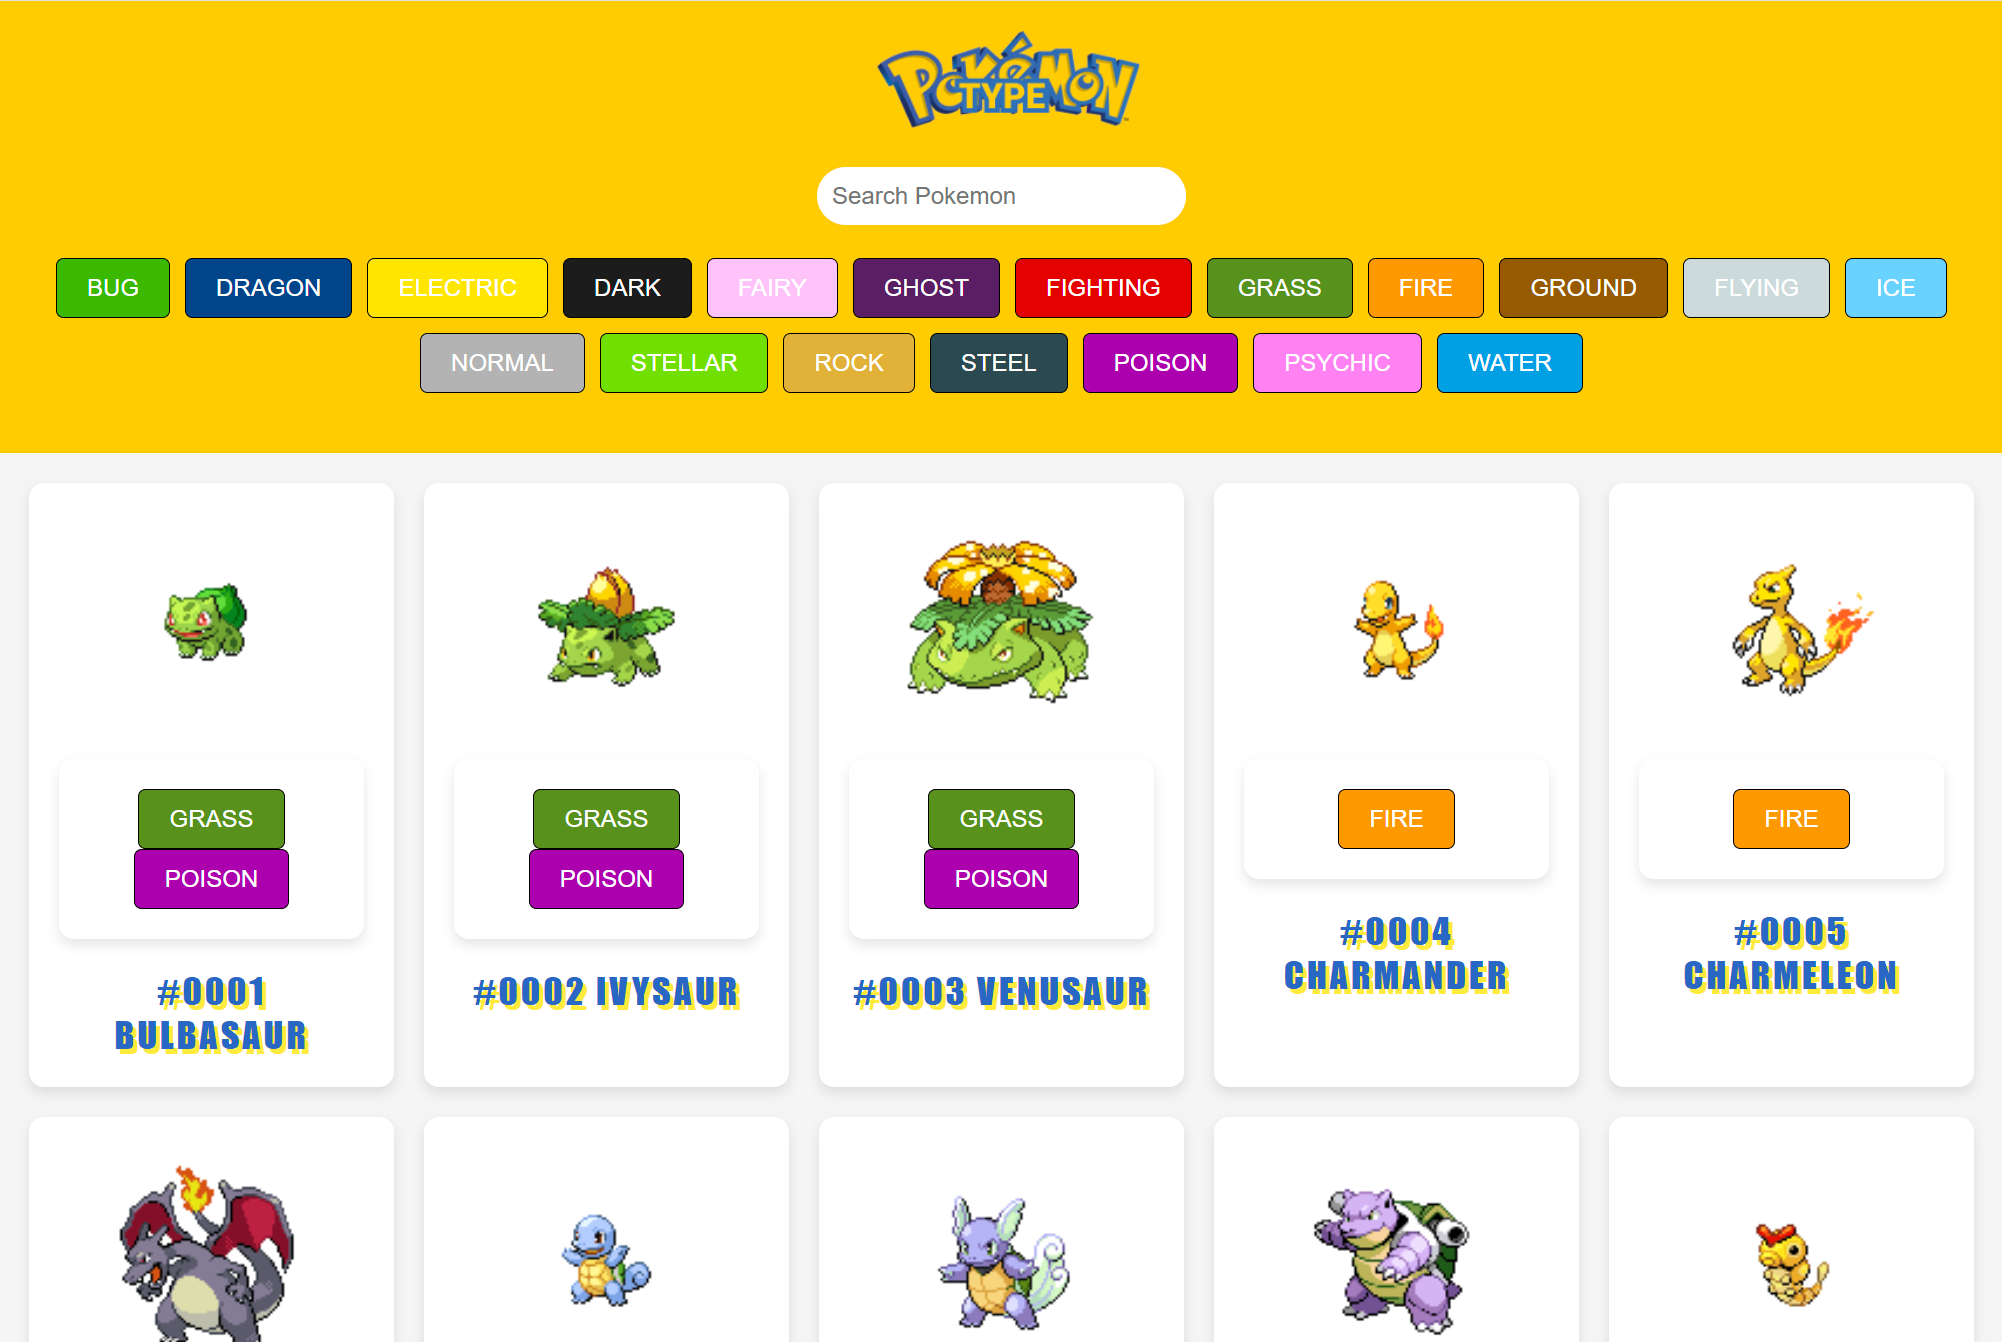 POKéMON
TYPE
Search Pokemon
BUG DRAGON ELECTRIC DARK FAIRY GHOST FIGHTING GRASS FIRE GROUND FLYING ICE
NORMAL STELLAR ROCK STEEL POISON PSYCHIC WATER
GRASS
POISON
#0001
BULBASAUR
GRASS
POISON
#0002 IVYSAUR
GRASS
POISON
#0003 VENUSAUR
FIRE
#0004
CHARMANDER
FIRE
#0005
CHARMELEON